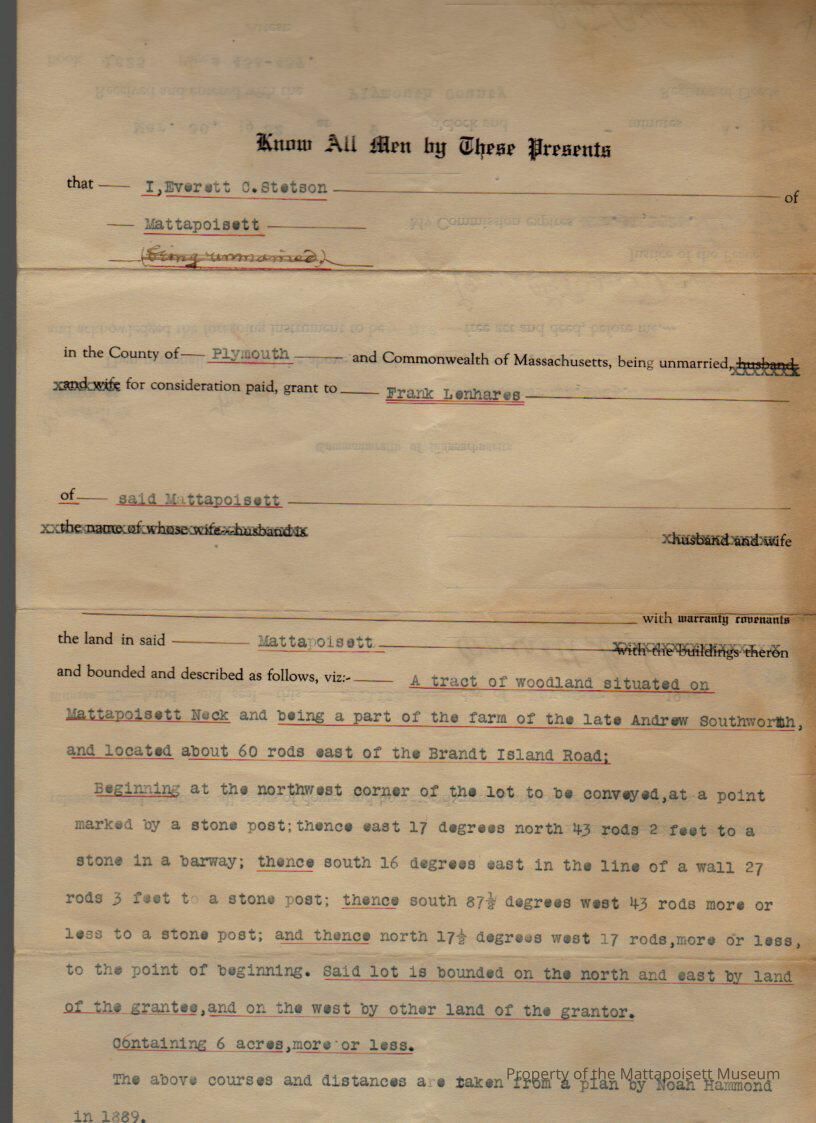 Know All Men by These Presents
that I,Everett C.Stetson of
Mattapoisett
(being unmarried,)
in the County of Plymouth and Commonwealth of Massachusetts, being unmarried, husband
and wife for consideration paid, grant to Frank Lenhares
of said Mattapoisett
the name of whose wife--husband is husband and wife
with warranty covenants
the land in said Mattapoisett with the buildings theron
and bounded and described as follows, viz:- A tract of woodland situated on
Mattapoisett Neck and being a part of the farm of the late Andrew Southworth,
and located about 60 rods east of the Brandt Island Road;
Beginning at the northwest corner of the lot to be conveyed,at a point
marked by a stone post;thence east 17 degrees north 43 rods 2 feet to a
stone in a barway; thence south 16 degrees east in the line of a wall 27
rods 3 feet to a stone post; thence south 87½ degrees west 43 rods more or
less to a stone post; and thence north 17½ degrees west 17 rods,more or less,
to the point of beginning. Said lot is bounded on the north and east by land
of the grantee,and on the west by other land of the grantor.
Containing 6 acres,more or less.
The above courses and distances are taken from a plan by Noah Hammond
in 1889.
Property of the Mattapoisett Museum